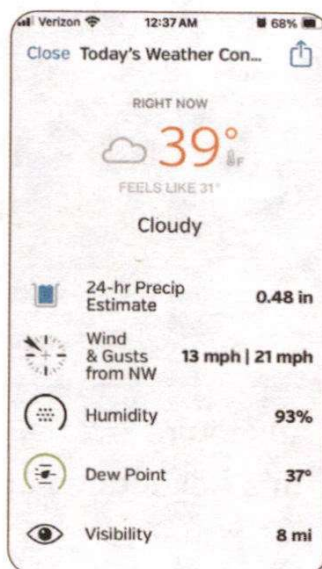 Verizon 12:37 AM 68%
Close Today's Weather Con...
RIGHT NOW
39° F
FEELS LIKE 31°
Cloudy
24-hr Precip
Estimate 0.48 in
Wind
& Gusts 13 mph | 21 mph
from NW
Humidity 93%
Dew Point 37°
Visibility 8 mi